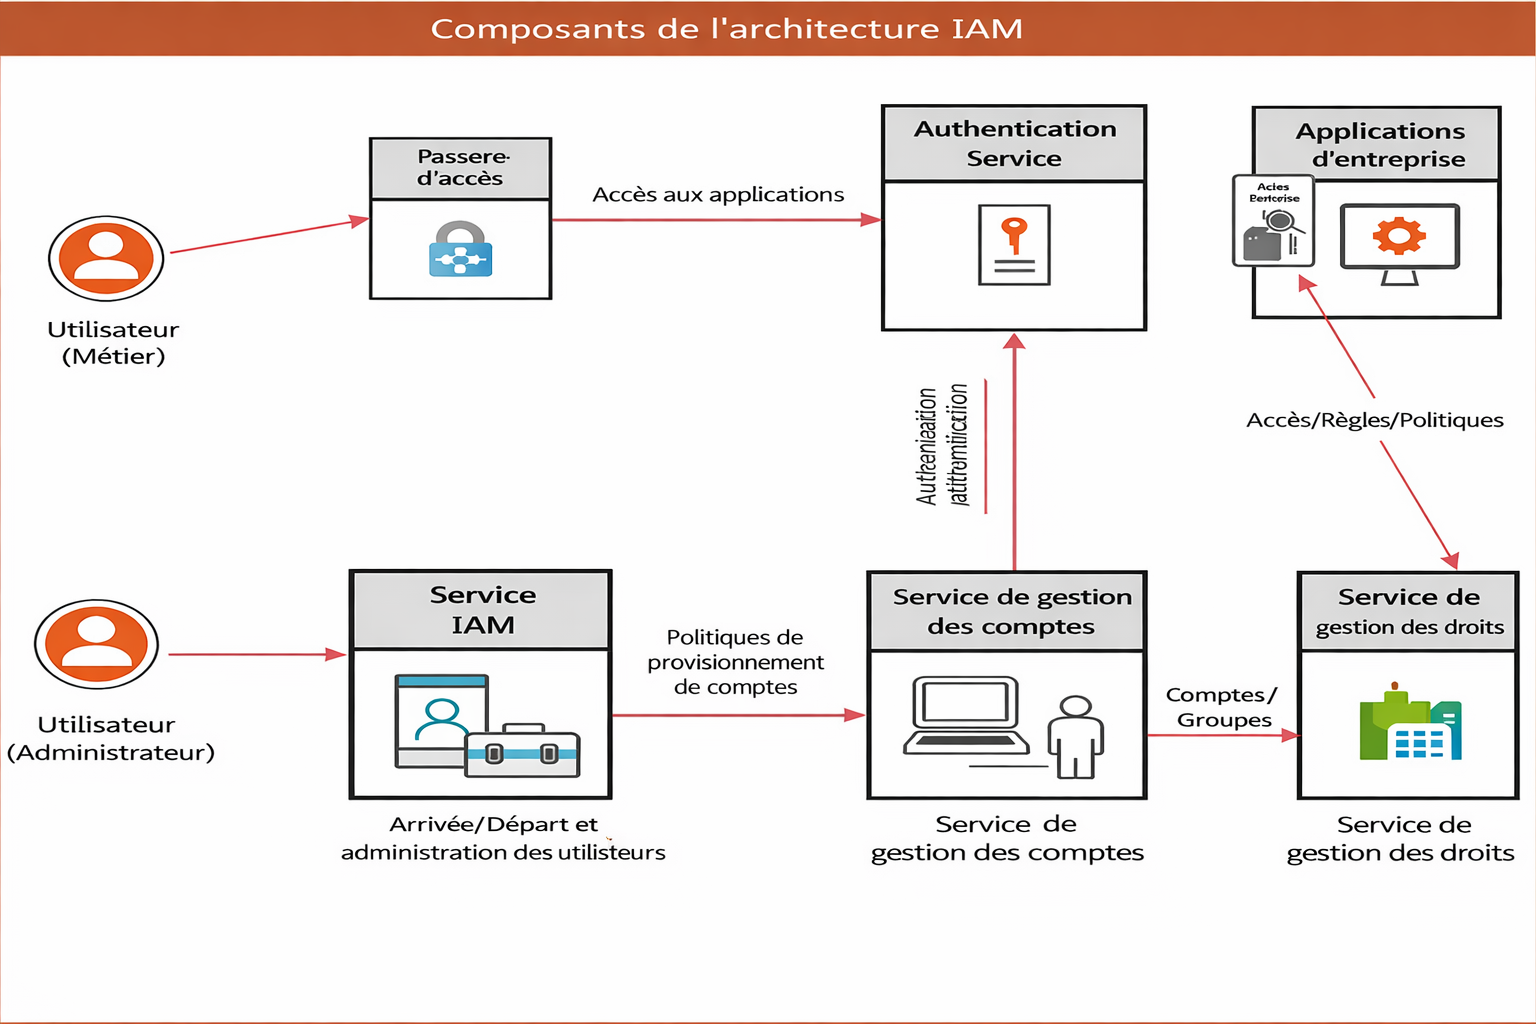 Composants de l'architecture IAM
Passere-
d'accès
Accès aux applications
Authentication
Service
Applications
d'entreprise
Utilisateur
(Métier)
Accès/Règles/Politiques
Service
IAM
Politiques de
provisionnement
de comptes
Service de gestion
des comptes
Comptes/
Groupes
Service de
gestion des droits
Utilisateur
(Administrateur)
Arrivée/Départ et
administration des utilisteurs
Service de
gestion des comptes
Service de
gestion des droits